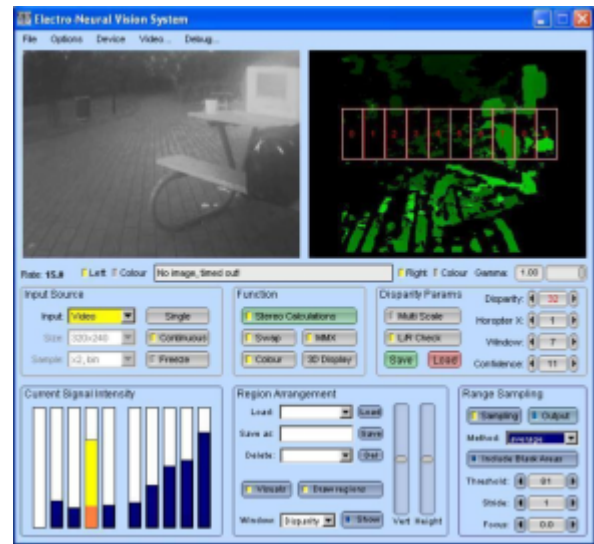 Electro-Neural Vision System
File Options Device Video... Debug...
0 1 2 3
Rate: 15.# Left Colour No image, timed out! Right Colour Gamma: 1.00
Input Source
Input: Video Single
Size: 320x240 Continuous
Sample: x2, bin Freeze
Function
Stereo Calculations
Swap MMX
Colour 3D Display
Disparity Params
Multi Scale
L/R Check
Save Load
Disparity: 32
Horopter X: 1
Window: 7
Confidence: 11
Current Signal Intensity
Region Arrangement
Load: Load
Save as: Save
Delete: Del
Visuals Draw regions
Window: Disparity Show
Vert Height
Range Sampling
Sampling Output
Method: Average
Include Blank Areas
Threshold: 91
Stride: 1
Focus: 0.0